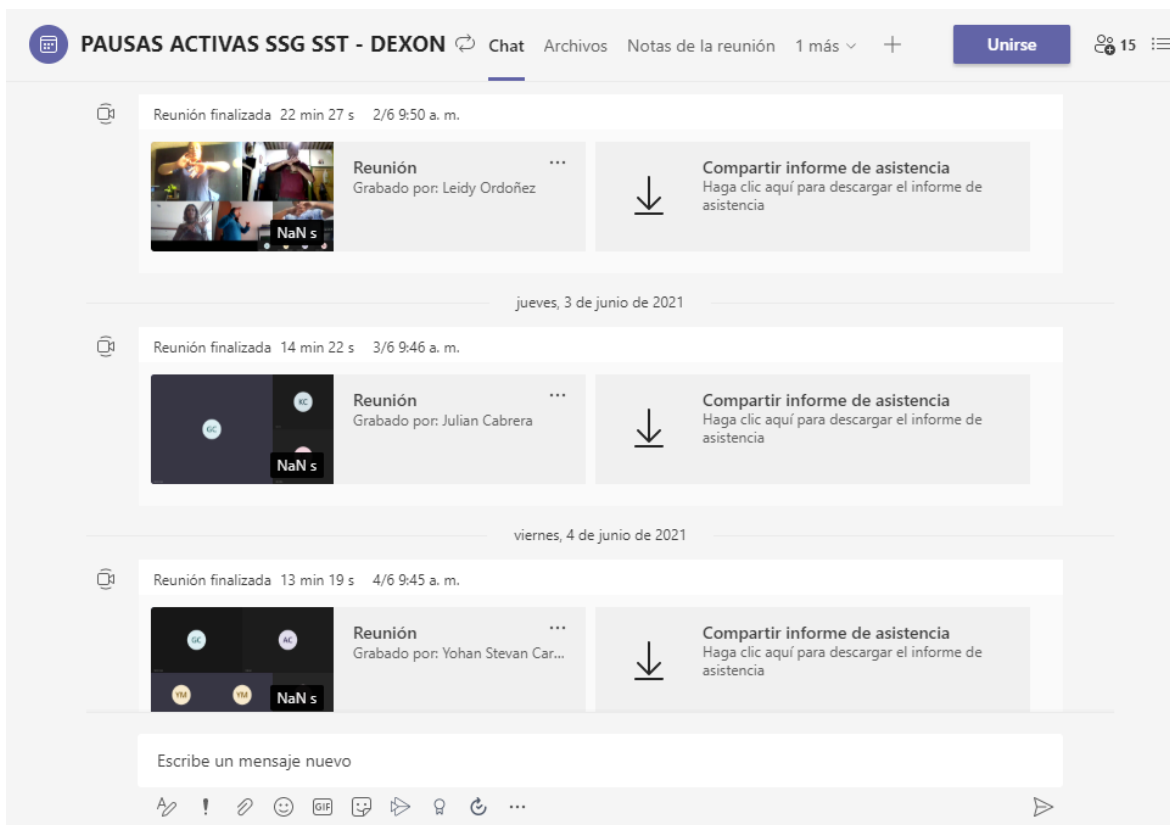 PAUSAS ACTIVAS SSG SST - DEXON Chat Archivos Notas de la reunión 1 más Unirse 15
Reunión finalizada 22 min 27 s 2/6 9:50 a. m.
Reunión
Grabado por: Leidy Ordoñez
NaN s
Compartir informe de asistencia
Haga clic aquí para descargar el informe de
asistencia
jueves, 3 de junio de 2021
Reunión finalizada 14 min 22 s 3/6 9:46 a. m.
GC
KC
NaN s
Reunión
Grabado por: Julian Cabrera
Compartir informe de asistencia
Haga clic aquí para descargar el informe de
asistencia
viernes, 4 de junio de 2021
Reunión finalizada 13 min 19 s 4/6 9:45 a. m.
GC
AC
YM
YM
NaN s
Reunión
Grabado por: Yohan Stevan Car...
Compartir informe de asistencia
Haga clic aquí para descargar el informe de
asistencia
Escribe un mensaje nuevo
GIF